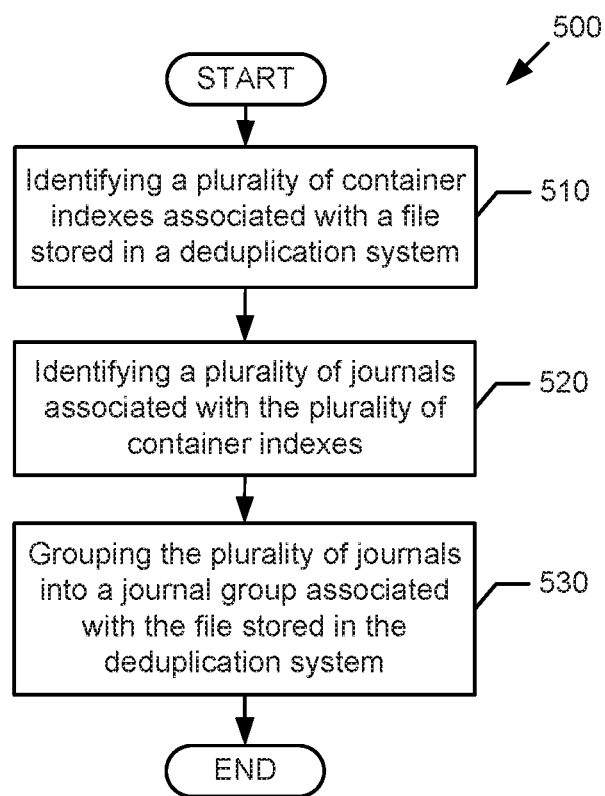 500
START
Identifying a plurality of container
indexes associated with a file
stored in a deduplication system
510
Identifying a plurality of journals
associated with the plurality of
container indexes
520
Grouping the plurality of journals
into a journal group associated
with the file stored in the
deduplication system
530
END